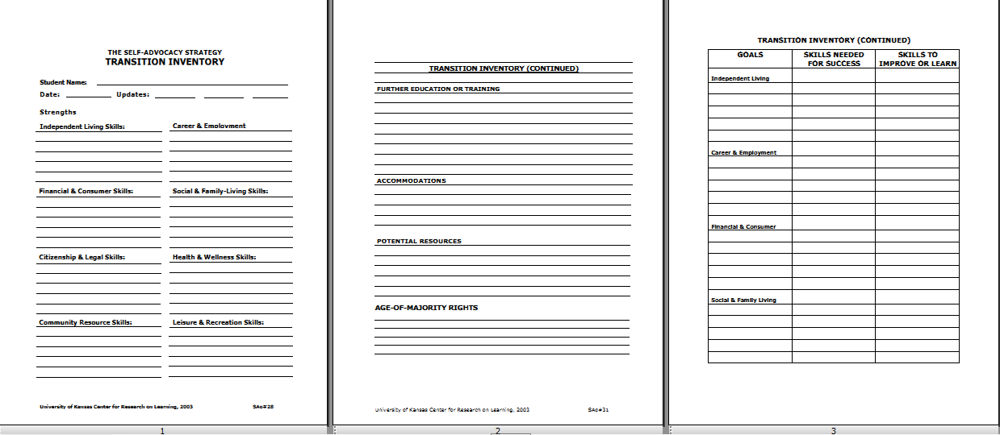 THE SELF-ADVOCACY STRATEGY
TRANSITION INVENTORY
Student Name:
Date: Updates:
Strengths
Independent Living Skills: Career & Emolovment
Financial & Consumer Skills: Social & Family-Living Skills:
Citizenship & Legal Skills: Health & Wellness Skills:
Community Resource Skills: Leisure & Recreation Skills:
University of Kansas Center for Research on Learning, 2003 SAo#28
1
TRANSITION INVENTORY (CONTINUED)
FURTHER EDUCATION OR TRAINING
ACCOMMODATIONS
POTENTIAL RESOURCES
AGE-OF-MAJORITY RIGHTS
University of Kansas Center for Research on Learning, 2003 SAo#31
2
TRANSITION INVENTORY (CONTINUED)
GOALS SKILLS NEEDED SKILLS TO
FOR SUCCESS IMPROVE OR LEARN
Independent Living
Career & Employment
Financial & Consumer
Social & Family Living
3